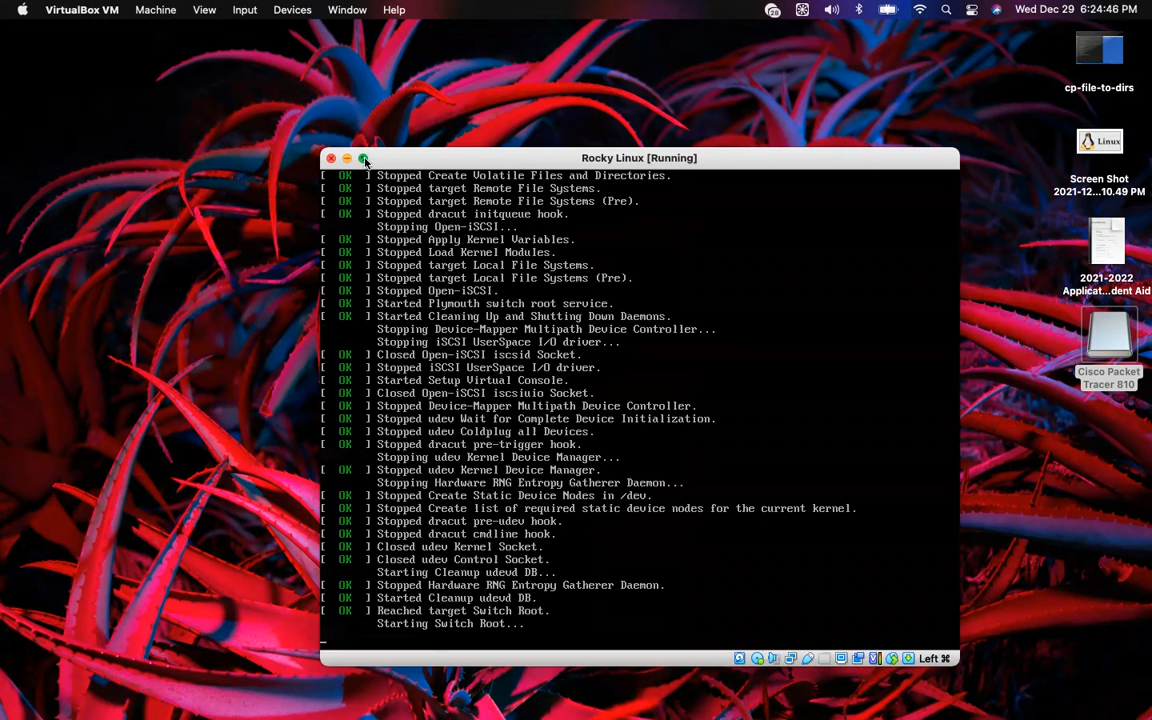 VirtualBox VM Machine View Input Devices Window Help
28
Wed Dec 29 6:24:46 PM
Rocky Linux [Running]
[ OK ] Stopped Create Volatile Files and Directories.
[ OK ] Stopped target Remote File Systems.
[ OK ] Stopped target Remote File Systems (Pre).
[ OK ] Stopped dracut initqueue hook.
Stopping Open-iSCSI...
[ OK ] Stopped Apply Kernel Variables.
[ OK ] Stopped Load Kernel Modules.
[ OK ] Stopped target Local File Systems.
[ OK ] Stopped target Local File Systems (Pre).
[ OK ] Stopped Open-iSCSI.
[ OK ] Started Plymouth switch root service.
[ OK ] Started Cleaning Up and Shutting Down Daemons.
Stopping Device-Mapper Multipath Device Controller...
Stopping iSCSI UserSpace I/O driver...
[ OK ] Closed Open-iSCSI iscsid Socket.
[ OK ] Stopped iSCSI UserSpace I/O driver.
[ OK ] Started Setup Virtual Console.
[ OK ] Closed Open-iSCSI iscsiuio Socket.
[ OK ] Stopped Device-Mapper Multipath Device Controller.
[ OK ] Stopped udev Wait for Complete Device Initialization.
[ OK ] Stopped udev Coldplug all Devices.
[ OK ] Stopped dracut pre-trigger hook.
Stopping udev Kernel Device Manager...
[ OK ] Stopped udev Kernel Device Manager.
Stopping Hardware RNG Entropy Gatherer Daemon...
[ OK ] Stopped Create Static Device Nodes in /dev.
[ OK ] Stopped Create list of required static device nodes for the current kernel.
[ OK ] Stopped dracut pre-udev hook.
[ OK ] Stopped dracut cmdline hook.
[ OK ] Closed udev Kernel Socket.
[ OK ] Closed udev Control Socket.
Starting Cleanup udevd DB...
[ OK ] Stopped Hardware RNG Entropy Gatherer Daemon.
[ OK ] Started Cleanup udevd DB.
[ OK ] Reached target Switch Root.
Starting Switch Root...
Left ⌘
cp-file-to-dirs
Linux
Screen Shot
2021-12...10.49 PM
2021-2022
Applicat...dent Aid
Cisco Packet
Tracer 810